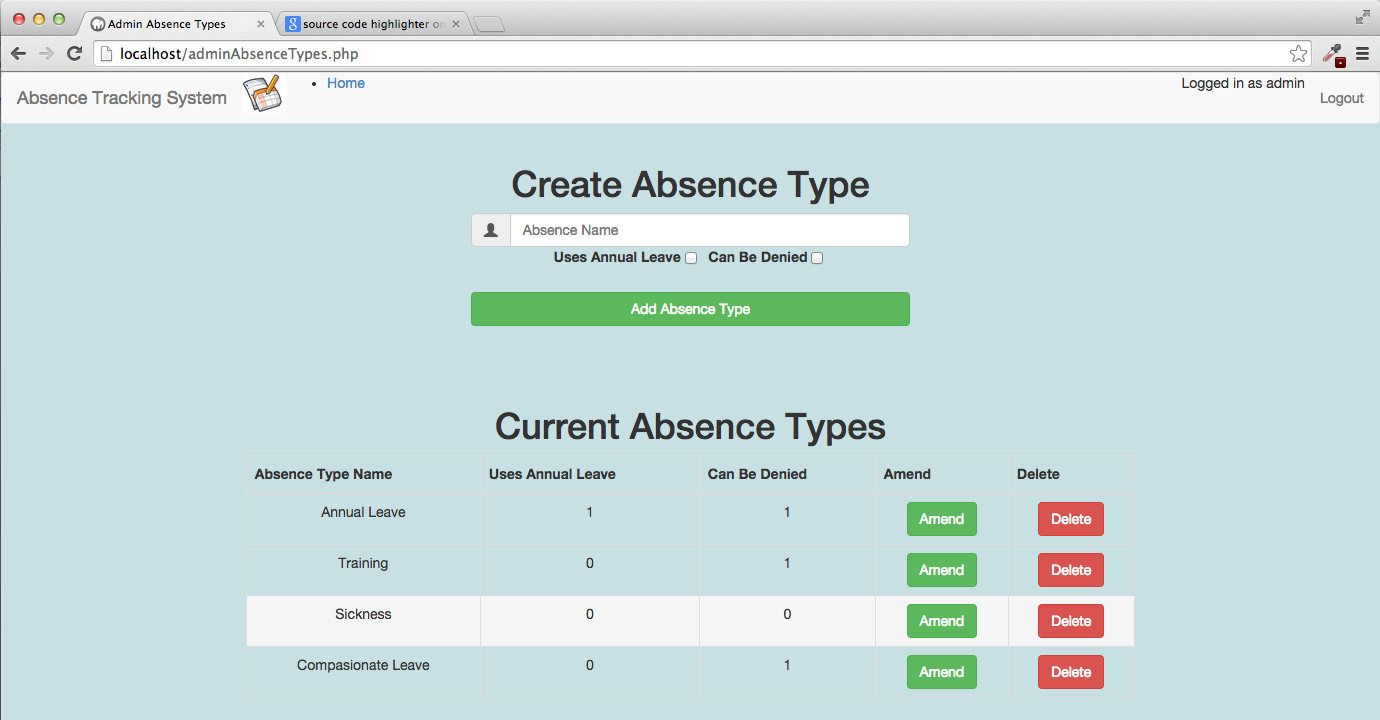 Admin Absence Types
source code highlighter on
localhost/adminAbsenceTypes.php
Absence Tracking System
Home
Logged in as admin
Logout
Create Absence Type
Absence Name
Uses Annual Leave Can Be Denied
Add Absence Type
Current Absence Types
Absence Type Name Uses Annual Leave Can Be Denied Amend Delete
Annual Leave 1 1 Amend Delete
Training 0 1 Amend Delete
Sickness 0 0 Amend Delete
Compasionate Leave 0 1 Amend Delete